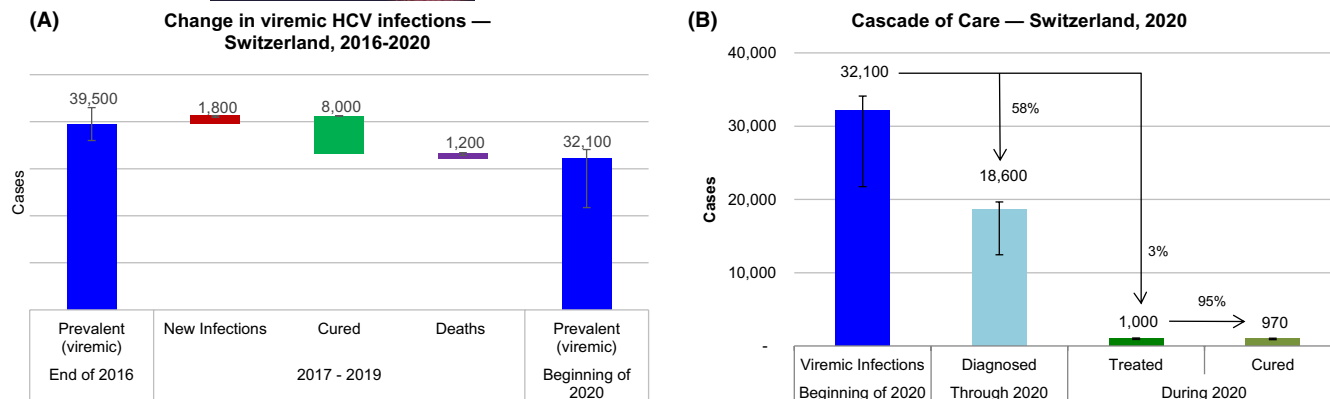 (A)
Change in viremic HCV infections —
Switzerland, 2016-2020
39,500
1,800
8,000
1,200
32,100
Cases
Prevalent
(viremic)
New Infections
Cured
Deaths
Prevalent
(viremic)
End of 2016
2017 - 2019
Beginning of
2020
(B)
Cascade of Care — Switzerland, 2020
40,000
30,000
20,000
10,000
-
Cases
32,100
58%
18,600
3%
95%
1,000
970
Viremic Infections
Diagnosed
Treated
Cured
Beginning of 2020
Through 2020
During 2020